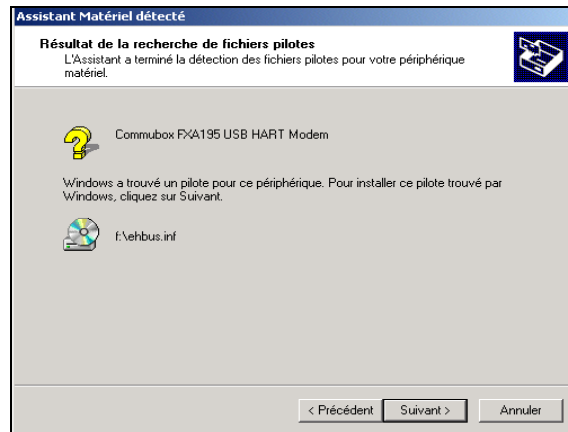 Assistant Matériel détecté
Résultat de la recherche de fichiers pilotes
L'Assistant a terminé la détection des fichiers pilotes pour votre périphérique
matériel.
Commubox FXA195 USB HART Modem
Windows a trouvé un pilote pour ce périphérique. Pour installer ce pilote trouvé par
Windows, cliquez sur Suivant.
f:\ehbus.inf
< Précédent Suivant > Annuler